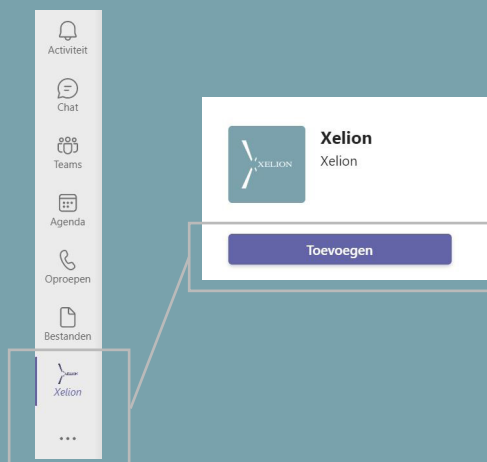 Activiteit
Chat
Teams
Agenda
Oproepen
Bestanden
Xelion
...
XELION
Xelion
Xelion
Toevoegen